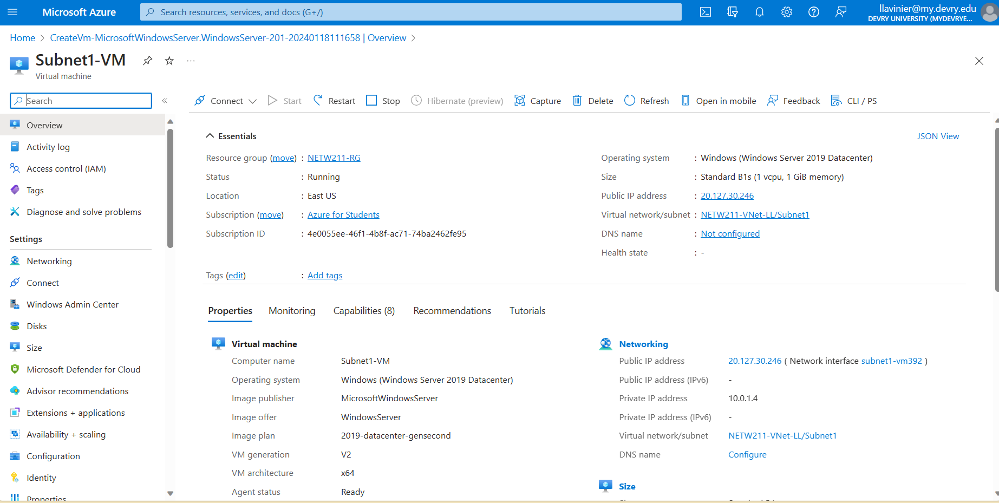 Microsoft Azure
Search resources, services, and docs (G+/)
llavinier@my.devry.edu
DEVRY UNIVERSITY (MYDEVRYE...
Home > CreateVm-MicrosoftWindowsServer.WindowsServer-201-20240118111658 | Overview >
Subnet1-VM
...
Virtual machine
Search
«
Connect
Start
Restart
Stop
Hibernate (preview)
Capture
Delete
Refresh
Open in mobile
Feedback
CLI / PS
Overview
Activity log
Access control (IAM)
Tags
Diagnose and solve problems
Settings
Networking
Connect
Windows Admin Center
Disks
Size
Microsoft Defender for Cloud
Advisor recommendations
Extensions + applications
Availability + scaling
Configuration
Identity
Properties
Essentials
JSON View
Resource group (move) : NETW211-RG
Status : Running
Location : East US
Subscription (move) : Azure for Students
Subscription ID : 4e0055ee-46f1-4b8f-ac71-74ba2462fe95
Operating system : Windows (Windows Server 2019 Datacenter)
Size : Standard B1s (1 vcpu, 1 GiB memory)
Public IP address : 20.127.30.246
Virtual network/subnet : NETW211-VNet-LL/Subnet1
DNS name : Not configured
Health state : -
Tags (edit) : Add tags
Properties
Monitoring
Capabilities (8)
Recommendations
Tutorials
Virtual machine
Computer name Subnet1-VM
Operating system Windows (Windows Server 2019 Datacenter)
Image publisher MicrosoftWindowsServer
Image offer WindowsServer
Image plan 2019-datacenter-gensecond
VM generation V2
VM architecture x64
Agent status Ready
Networking
Public IP address 20.127.30.246 ( Network interface subnet1-vm392 )
Public IP address (IPv6) -
Private IP address 10.0.1.4
Private IP address (IPv6) -
Virtual network/subnet NETW211-VNet-LL/Subnet1
DNS name Configure
Size